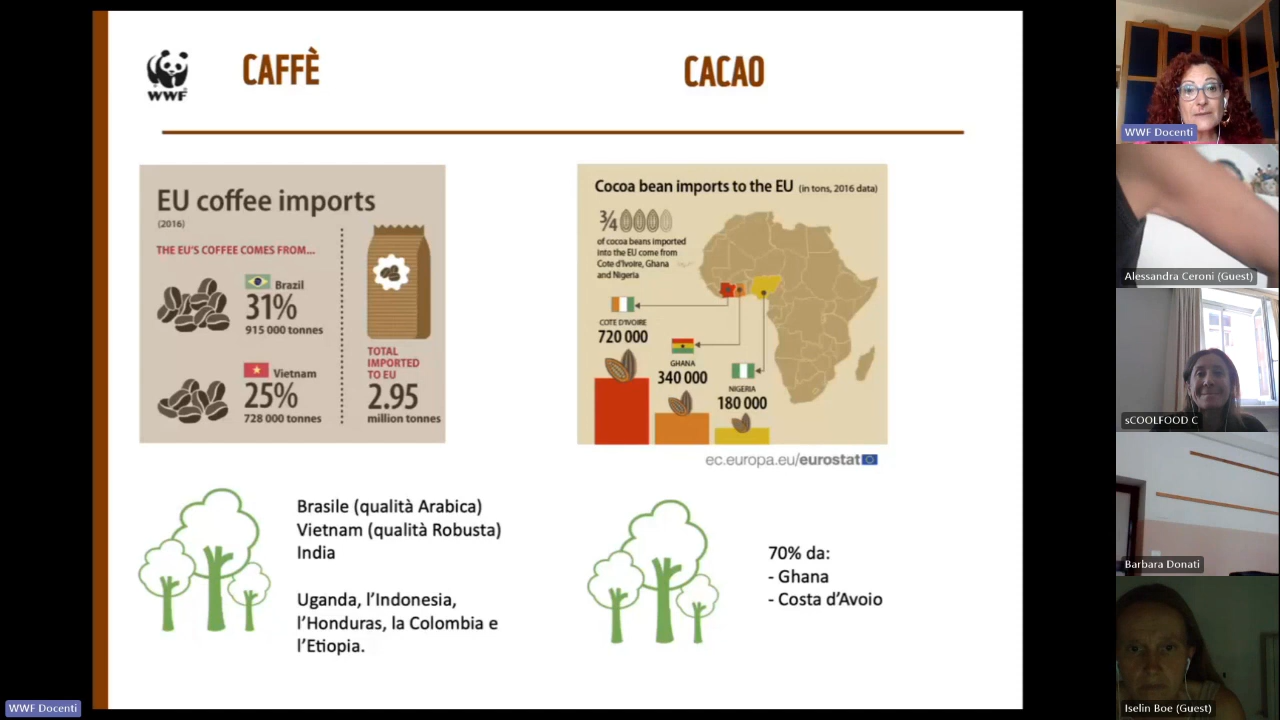 WWF
CAFFÈ
CACAO
EU coffee imports
(2016)
THE EU'S COFFEE COMES FROM...
Brazil
31%
915 000 tonnes
Vietnam
25%
728 000 tonnes
TOTAL
IMPORTED
TO EU
2.95
million tonnes
Cocoa bean imports to the EU (in tons, 2016 data)
3/4
of cocoa beans imported
into the EU come from
Cote d'Ivoire, Ghana
and Nigeria
COTE D'IVOIRE
720 000
GHANA
340 000
NIGERIA
180 000
ec.europa.eu/eurostat
Brasile (qualità Arabica)
Vietnam (qualità Robusta)
India
Uganda, l'Indonesia,
l'Honduras, la Colombia e
l'Etiopia.
70% da:
- Ghana
- Costa d'Avoio
WWF Docenti
WWF Docenti
Alessandra Ceroni (Guest)
sCOOLFOOD C
Barbara Donati
Iselin Boe (Guest)